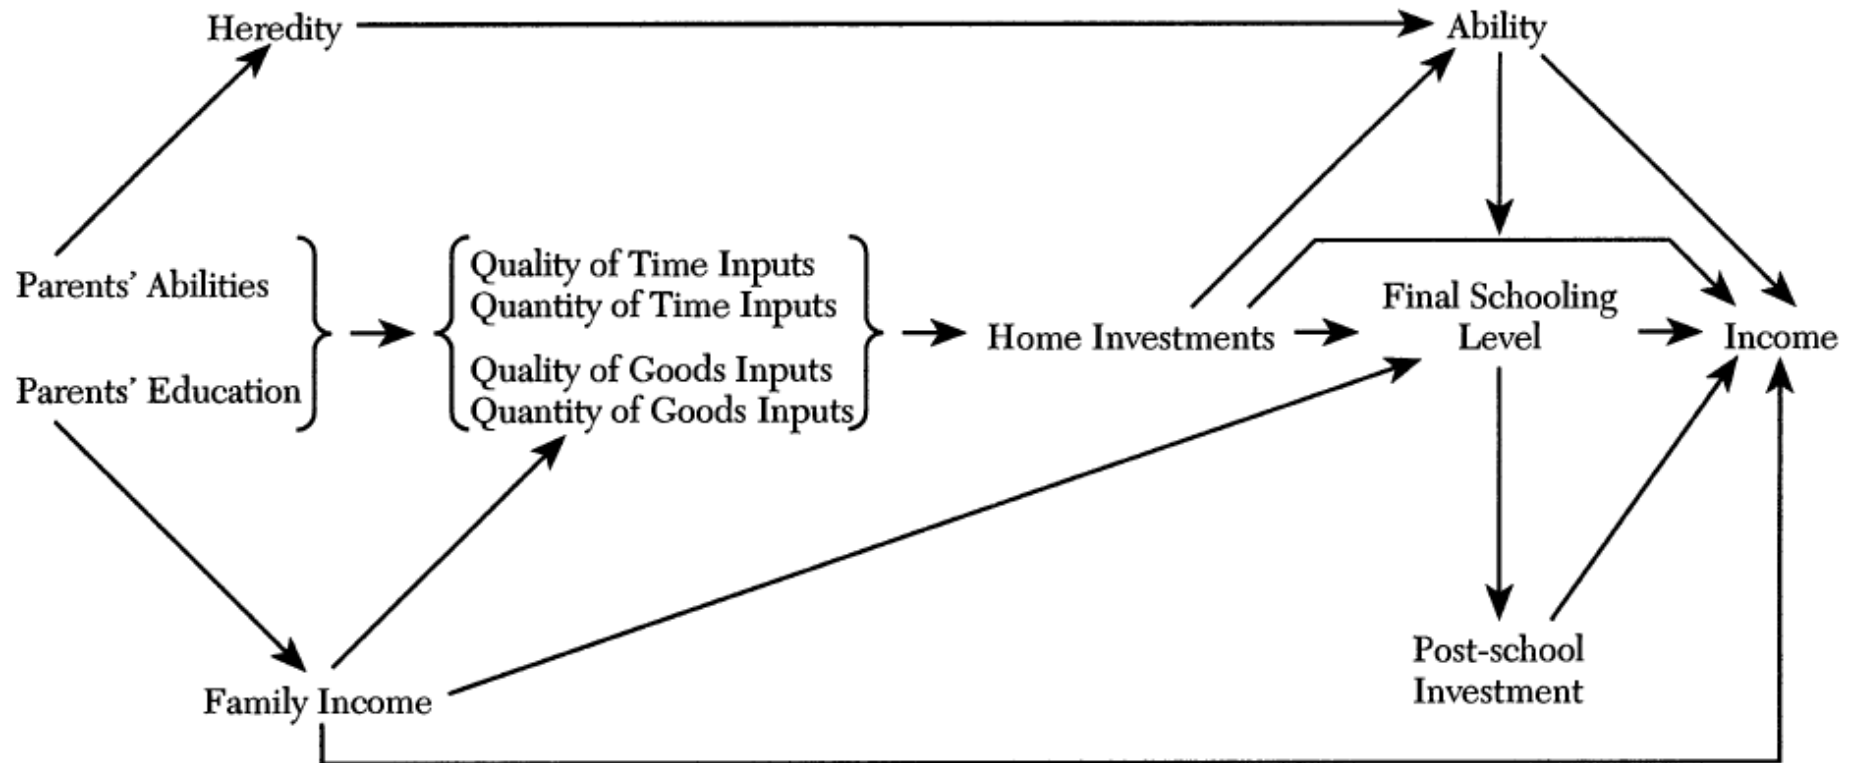 Heredity
Ability
Parents’ Abilities
Parents’ Education
Quality of Time Inputs
Quantity of Time Inputs
Quality of Goods Inputs
Quantity of Goods Inputs
Home Investments
Final Schooling
Level
Income
Family Income
Post-school
Investment